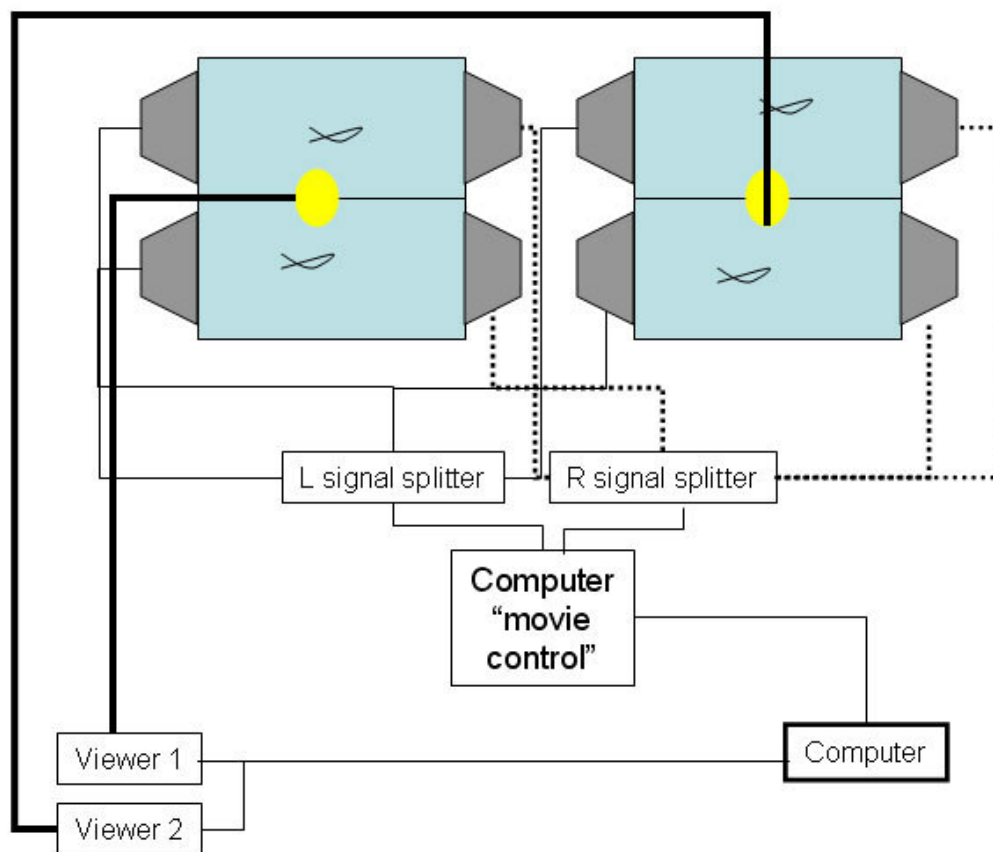 L signal splitter
R signal splitter
Computer
“movie
control”
Viewer 1
Computer
Viewer 2